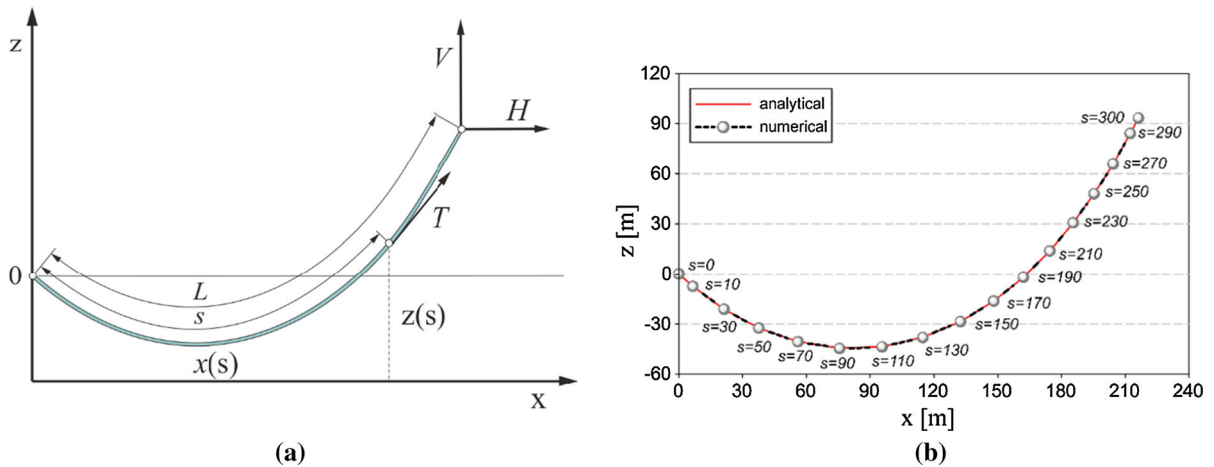 z
V
H
T
0
L
s
z(s)
x(s)
x
(a)
120
90
60
30
0
-30
-60
z [m]
analytical
numerical
s=0
s=10
s=30
s=50
s=70
s=90
s=110
s=130
s=150
s=170
s=190
s=210
s=230
s=250
s=270
s=290
s=300
0 30 60 90 120 150 180 210 240
x [m]
(b)